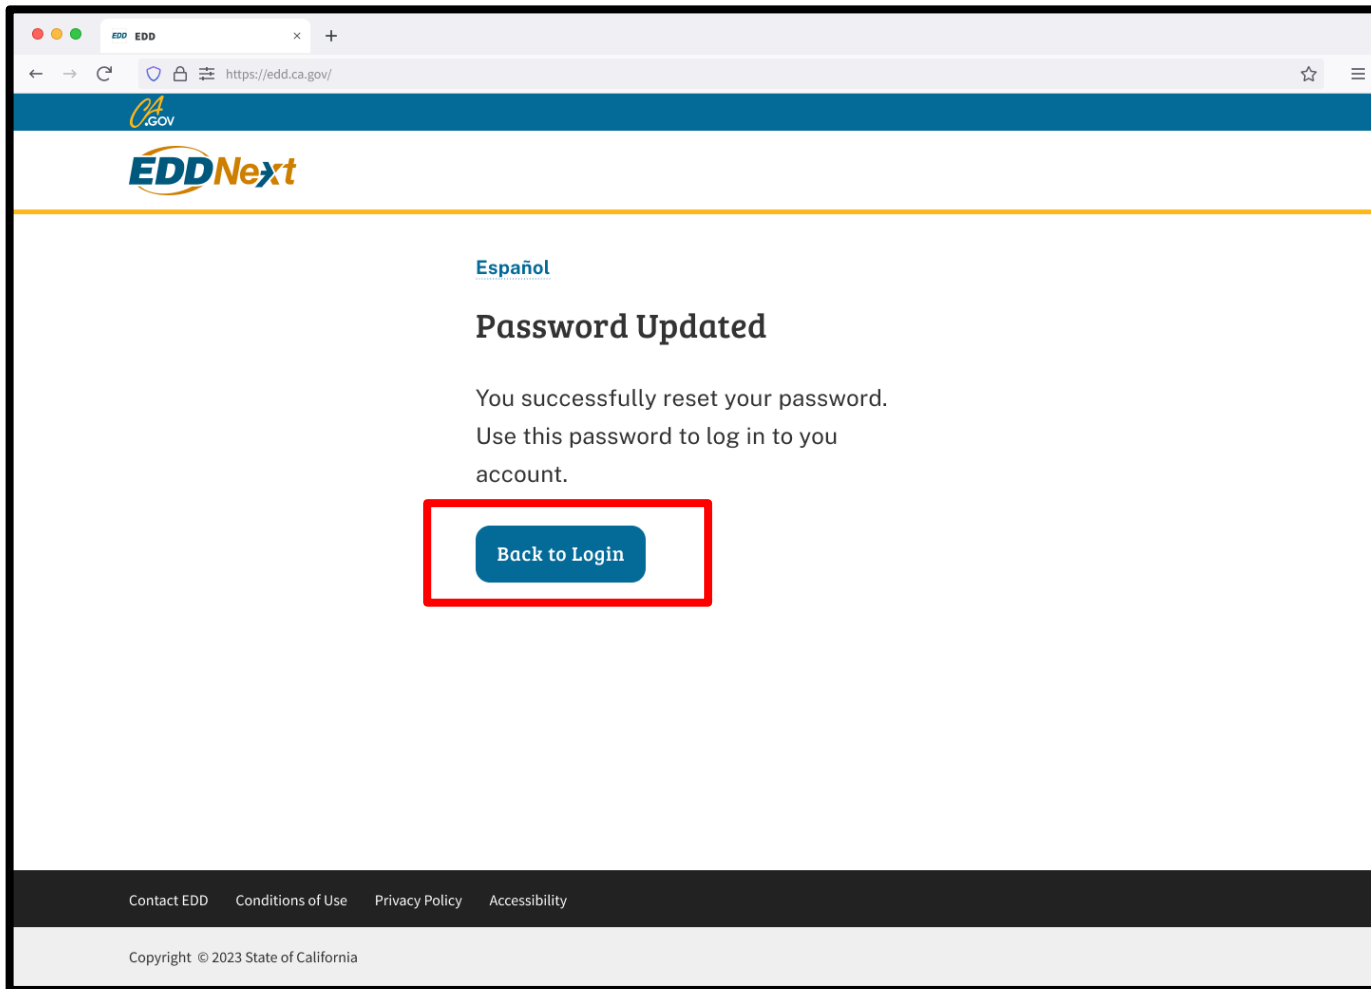 EDD EDD
https://edd.ca.gov/
CA.GOV
EDDNext
Español
Password Updated
You successfully reset your password.
Use this password to log in to you
account.
Back to Login
Contact EDD Conditions of Use Privacy Policy Accessibility
Copyright © 2023 State of California